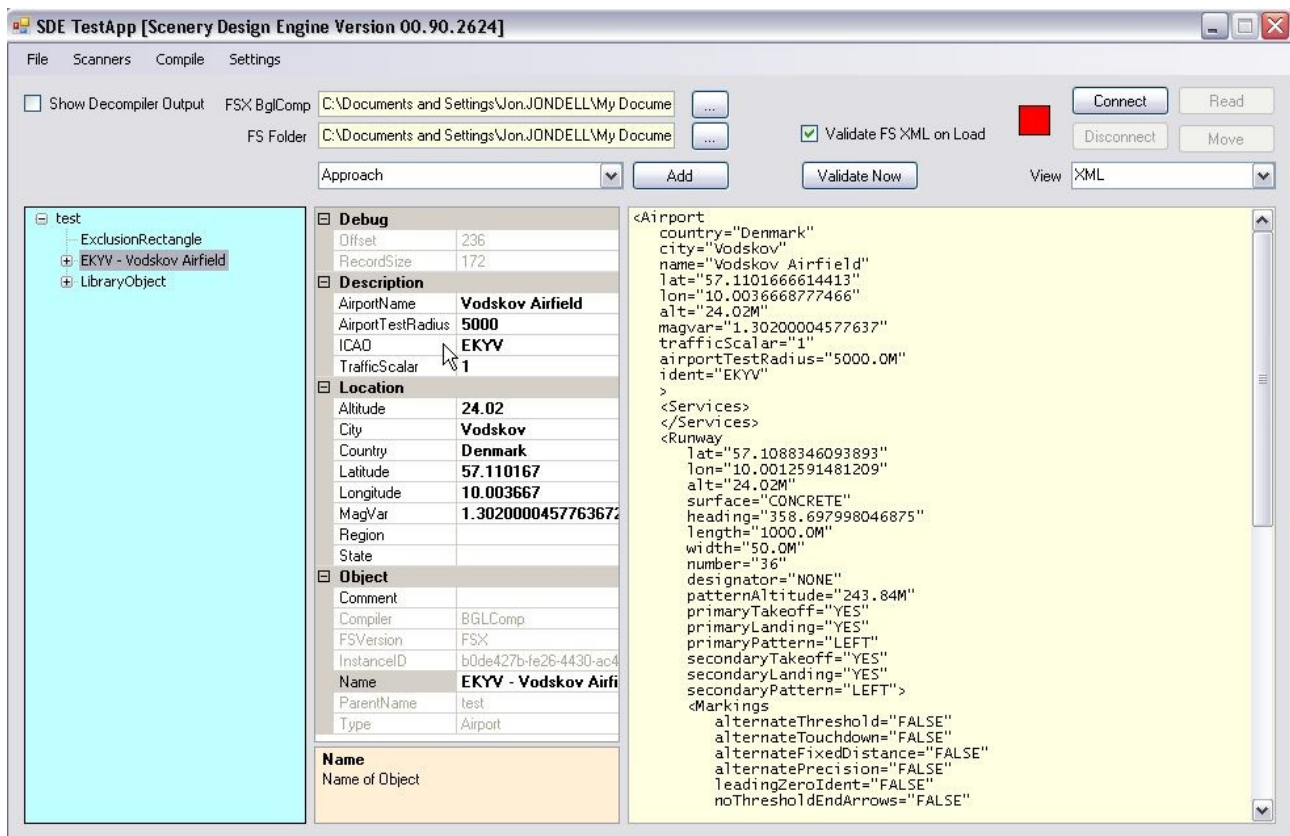 SDE TestApp [Scenery Design Engine Version 00.90.2624]
File Scanners Compile Settings
Show Decompiler Output FSX BglComp C:\Documents and Settings\Jon.JONDELL\My Docume ... Connect Read
FS Folder C:\Documents and Settings\Jon.JONDELL\My Docume ... Validate FS XML on Load Disconnect Move
Approach Add Validate Now View XML
test
ExclusionRectangle
EKYV - Vodskov Airfield
LibraryObject
Debug
Offset 236
RecordSize 172
Description
AirportName Vodskov Airfield
AirportTestRadius 5000
ICAO EKYV
TrafficScalar 1
Location
Altitude 24.02
City Vodskov
Country Denmark
Latitude 57.110167
Longitude 10.003667
MagVar 1.3020000457763672
Region
State
Object
Comment
Compiler BGLComp
FSVersion FSX
InstanceID b0de427b-fe26-4430-ac4
Name EKYV - Vodskov Airfi
ParentName test
Type Airport
Name
Name of Object
<Airport
country="Denmark"
city="Vodskov"
name="Vodskov Airfield"
lat="57.1101666614413"
lon="10.0036668777466"
alt="24.02M"
magvar="1.30200004577637"
trafficScalar="1"
airportTestRadius="5000.0M"
ident="EKYV"
>
<Services>
</Services>
<Runway
lat="57.1088346093893"
lon="10.0012591481209"
alt="24.02M"
surface="CONCRETE"
heading="358.697998046875"
length="1000.0M"
width="50.0M"
number="36"
designator="NONE"
patternAltitude="243.84M"
primaryTakeoff="YES"
primaryLanding="YES"
primaryPattern="LEFT"
secondaryTakeoff="YES"
secondaryLanding="YES"
secondaryPattern="LEFT">
<Markings
alternateThreshold="FALSE"
alternateTouchdown="FALSE"
alternateFixedDistance="FALSE"
alternatePrecision="FALSE"
leadingZeroIdent="FALSE"
noThresholdEndArrows="FALSE"